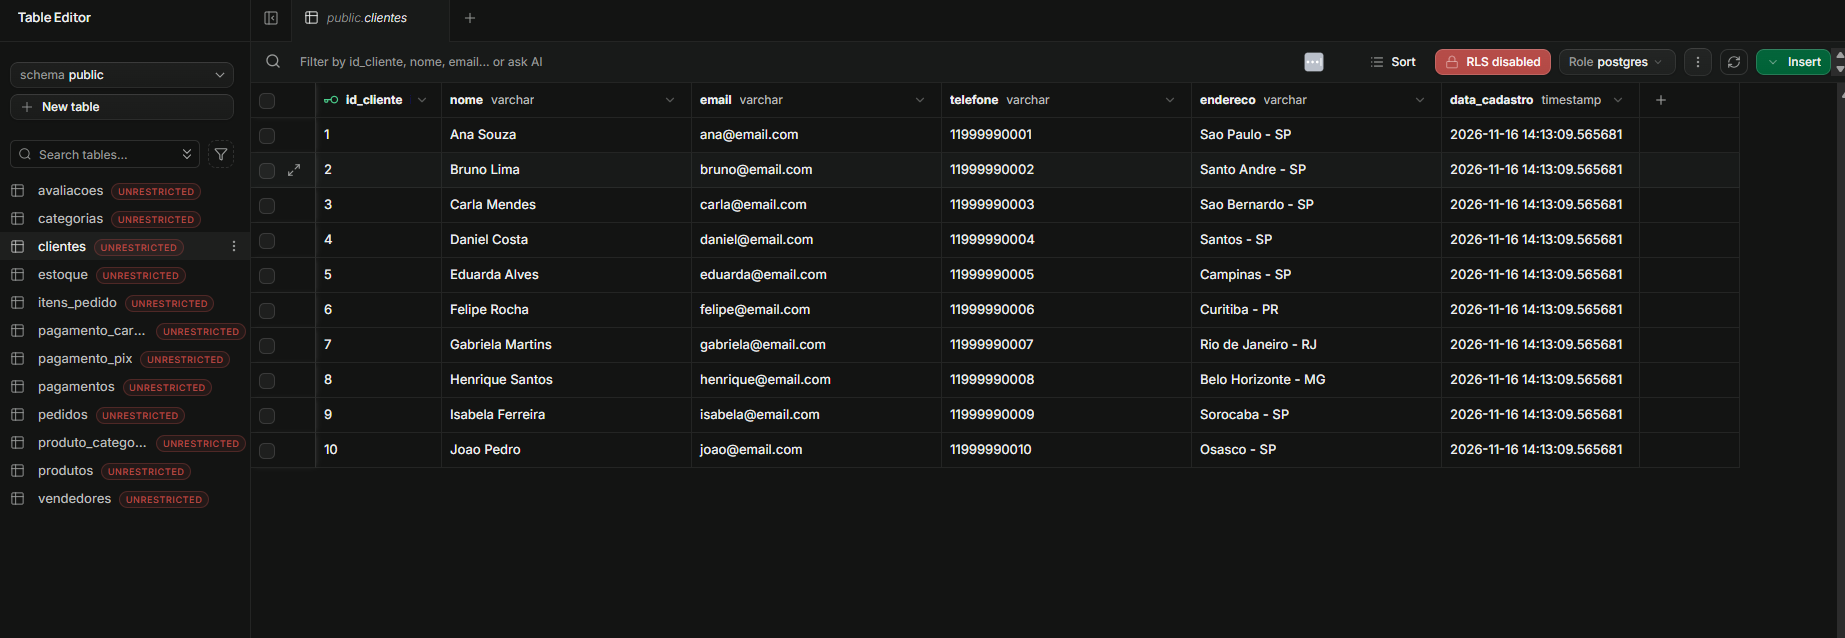 Table Editor
public.clientes
schema public
New table
Search tables...
avaliacoes UNRESTRICTED
categorias UNRESTRICTED
clientes UNRESTRICTED
estoque UNRESTRICTED
itens_pedido UNRESTRICTED
pagamento_car... UNRESTRICTED
pagamento_pix UNRESTRICTED
pagamentos UNRESTRICTED
pedidos UNRESTRICTED
produto_catego... UNRESTRICTED
produtos UNRESTRICTED
vendedores UNRESTRICTED
Filter by id_cliente, nome, email... or ask AI
Sort
RLS disabled
Role postgres
Insert
id_cliente nome varchar email varchar telefone varchar endereco varchar data_cadastro timestamp
1 Ana Souza ana@email.com 11999990001 Sao Paulo - SP 2026-11-16 14:13:09.565681
2 Bruno Lima bruno@email.com 11999990002 Santo Andre - SP 2026-11-16 14:13:09.565681
3 Carla Mendes carla@email.com 11999990003 Sao Bernardo - SP 2026-11-16 14:13:09.565681
4 Daniel Costa daniel@email.com 11999990004 Santos - SP 2026-11-16 14:13:09.565681
5 Eduarda Alves eduarda@email.com 11999990005 Campinas - SP 2026-11-16 14:13:09.565681
6 Felipe Rocha felipe@email.com 11999990006 Curitiba - PR 2026-11-16 14:13:09.565681
7 Gabriela Martins gabriela@email.com 11999990007 Rio de Janeiro - RJ 2026-11-16 14:13:09.565681
8 Henrique Santos henrique@email.com 11999990008 Belo Horizonte - MG 2026-11-16 14:13:09.565681
9 Isabela Ferreira isabela@email.com 11999990009 Sorocaba - SP 2026-11-16 14:13:09.565681
10 Joao Pedro joao@email.com 11999990010 Osasco - SP 2026-11-16 14:13:09.565681